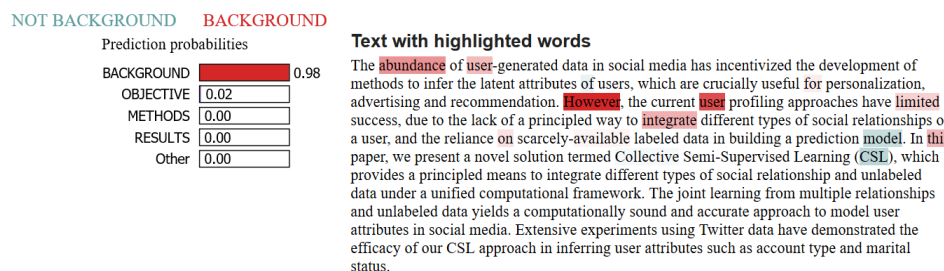 NOT BACKGROUND BACKGROUND
Prediction probabilities
BACKGROUND 0.98
OBJECTIVE 0.02
METHODS 0.00
RESULTS 0.00
Other 0.00
Text with highlighted words
The abundance of user-generated data in social media has incentivized the development of
methods to infer the latent attributes of users, which are crucially useful for personalization,
advertising and recommendation. However, the current user profiling approaches have limited
success, due to the lack of a principled way to integrate different types of social relationships o
a user, and the reliance on scarcely-available labeled data in building a prediction model. In thi
paper, we present a novel solution termed Collective Semi-Supervised Learning (CSL), which
provides a principled means to integrate different types of social relationship and unlabeled
data under a unified computational framework. The joint learning from multiple relationships
and unlabeled data yields a computationally sound and accurate approach to model user
attributes in social media. Extensive experiments using Twitter data have demonstrated the
efficacy of our CSL approach in inferring user attributes such as account type and marital
status.